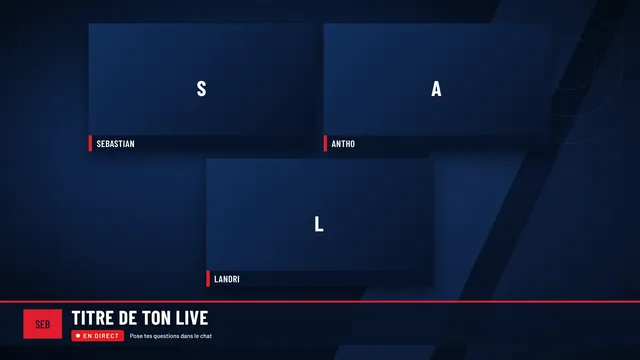 S
A
SEBASTIAN
ANTHO
L
LANDRI
SEB
TITRE DE TON LIVE
EN DIRECT
Pose tes questions dans le chat